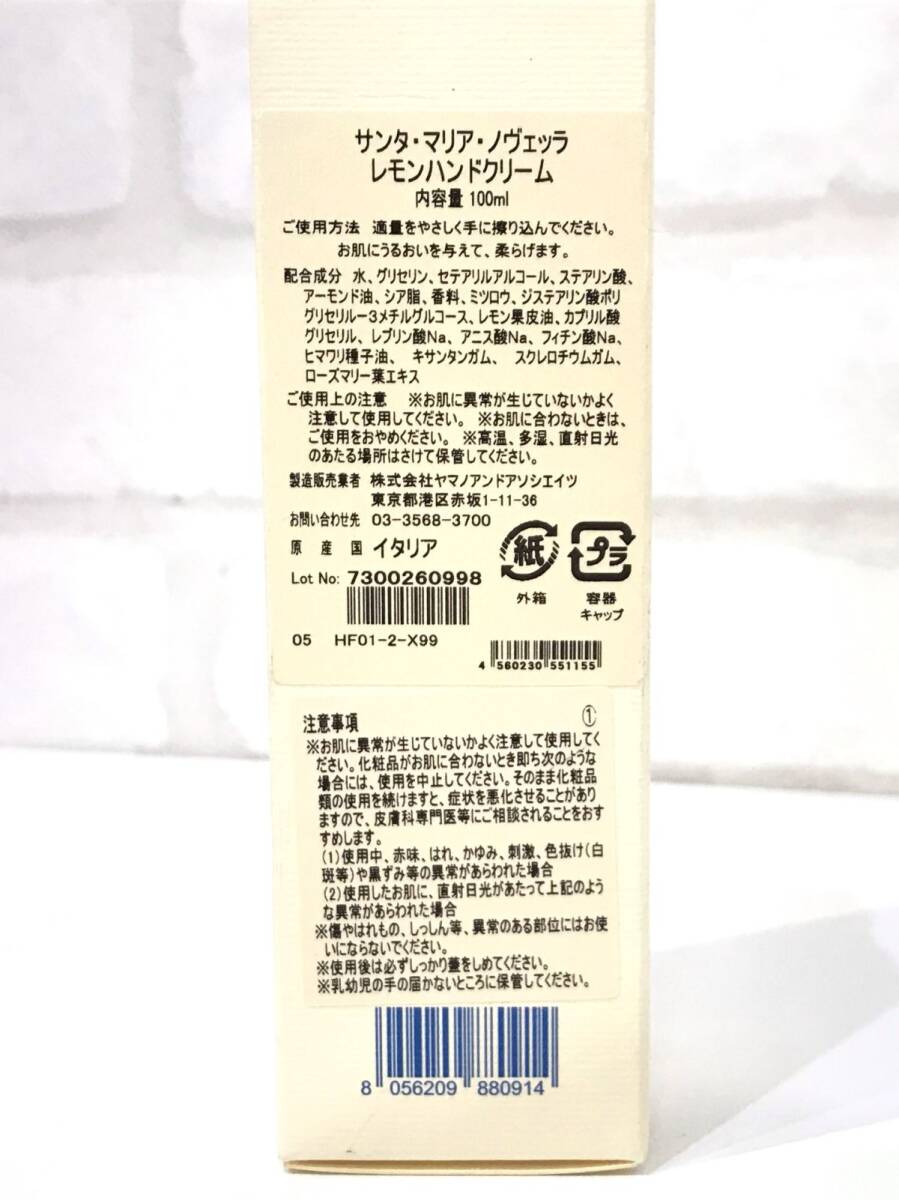 サンタ・マリア・ノヴェッラ
レモンハンドクリーム
内容量 100ml
ご使用方法 適量をやさしく手に擦り込んでください。
お肌にうるおいを与えて、柔らげます。
配合成分 水、グリセリン、セテアリルアルコール、ステアリン酸、
アーモンド油、シア脂、香料、ミツロウ、ジステアリン酸ポリ
グリセリル-3メチルグルコース、レモン果皮油、カプリル酸
グリセリル、レブリン酸Na、アニス酸Na、フィチン酸Na、
ヒマワリ種子油、 キサンタンガム、 スクレロチウムガム、
ローズマリー葉エキス
ご使用上の注意 ※お肌に異常が生じていないかよく
注意して使用してください。 ※お肌に合わないときは、
ご使用をおやめください。 ※高温、多湿、直射日光
のあたる場所はさけて保管してください。
製造販売業者 株式会社ヤマノアンドアソシエイツ
東京都港区赤坂1-11-36
お問い合わせ先 03-3568-3700
原産国 イタリア
Lot No: 7300260998
05 HF01-2-X99
紙
外箱
プラ
容器
キャップ
4 560230 551155
注意事項 ①
※お肌に異常が生じていないかよく注意して使用してく
ださい。化粧品がお肌に合わないとき即ち次のような
場合には、使用を中止してください。そのまま化粧品
類の使用を続けますと、症状を悪化させることがあり
ますので、皮膚科専門医等にご相談されることをおす
すめします。
(1)使用中、赤味、はれ、かゆみ、刺激、色抜け(白
斑等)や黒ずみ等の異常があらわれた場合
(2)使用したお肌に、直射日光があたって上記のよう
な異常があらわれた場合
※傷やはれもの、しっしん等、異常のある部位にはお使
いにならないでください。
※使用後は必ずしっかり蓋をしめてください。
※乳幼児の手の届かないところに保管してください。
8 056209 880914